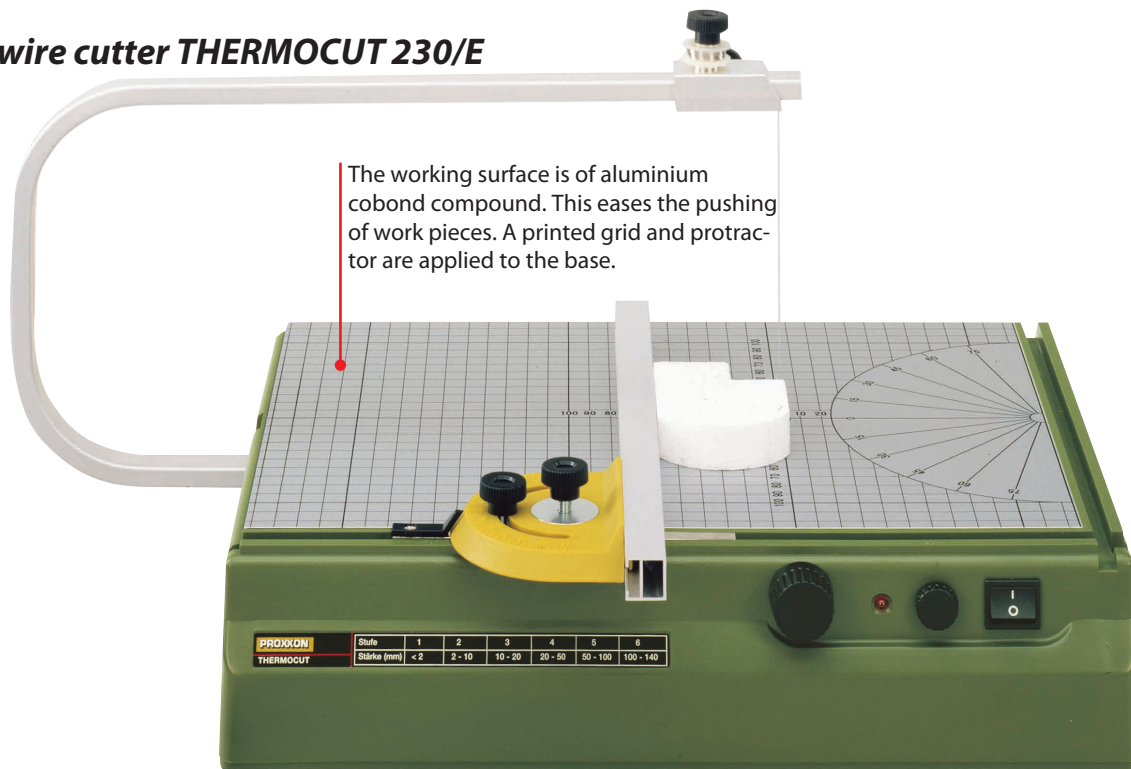 wire cutter THERMOCUT 230/E
The working surface is of aluminium
cobond compound. This eases the pushing
of work pieces. A printed grid and protrac-
tor are applied to the base.
100 90 80
10 20
PROXXON
THERMOCUT
Stufe 1 2 3 4 5 6
Stärke (mm) < 2 2 - 10 10 - 20 20 - 50 50 - 100 100 - 140
I
O